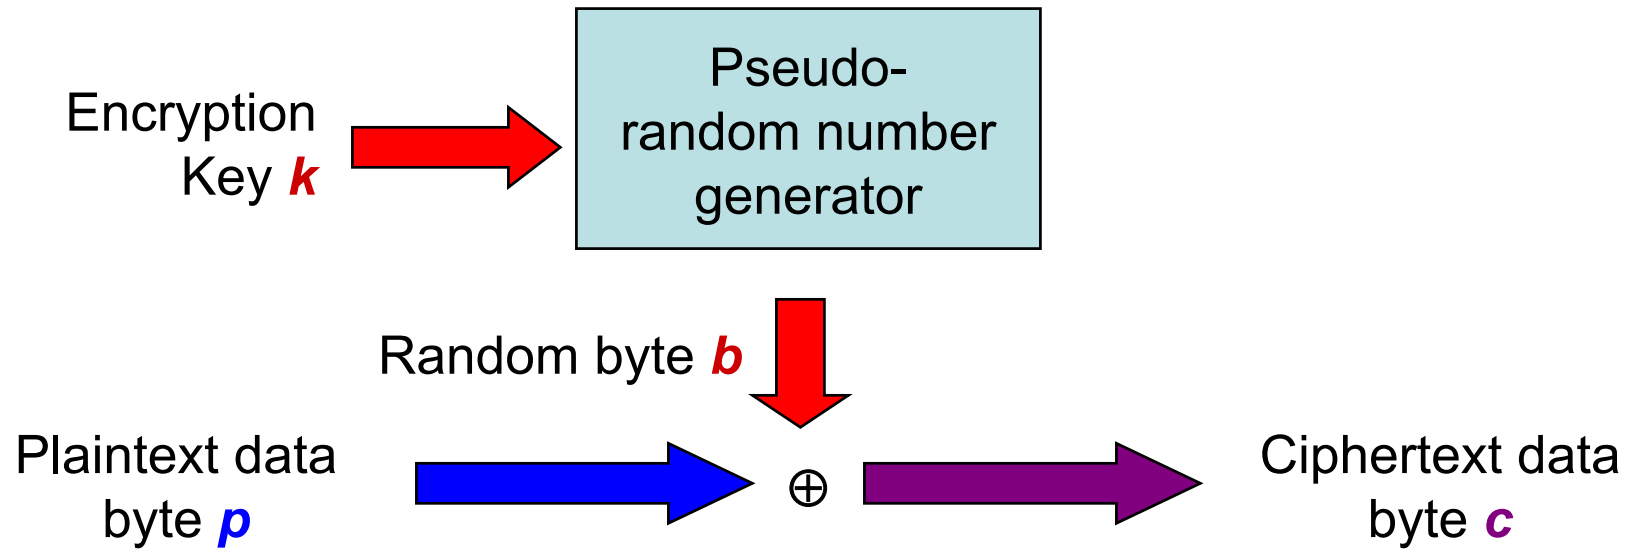 Encryption
Key k
Pseudo-
random number
generator
Random byte b
Plaintext data
byte p
⊕
Ciphertext data
byte c